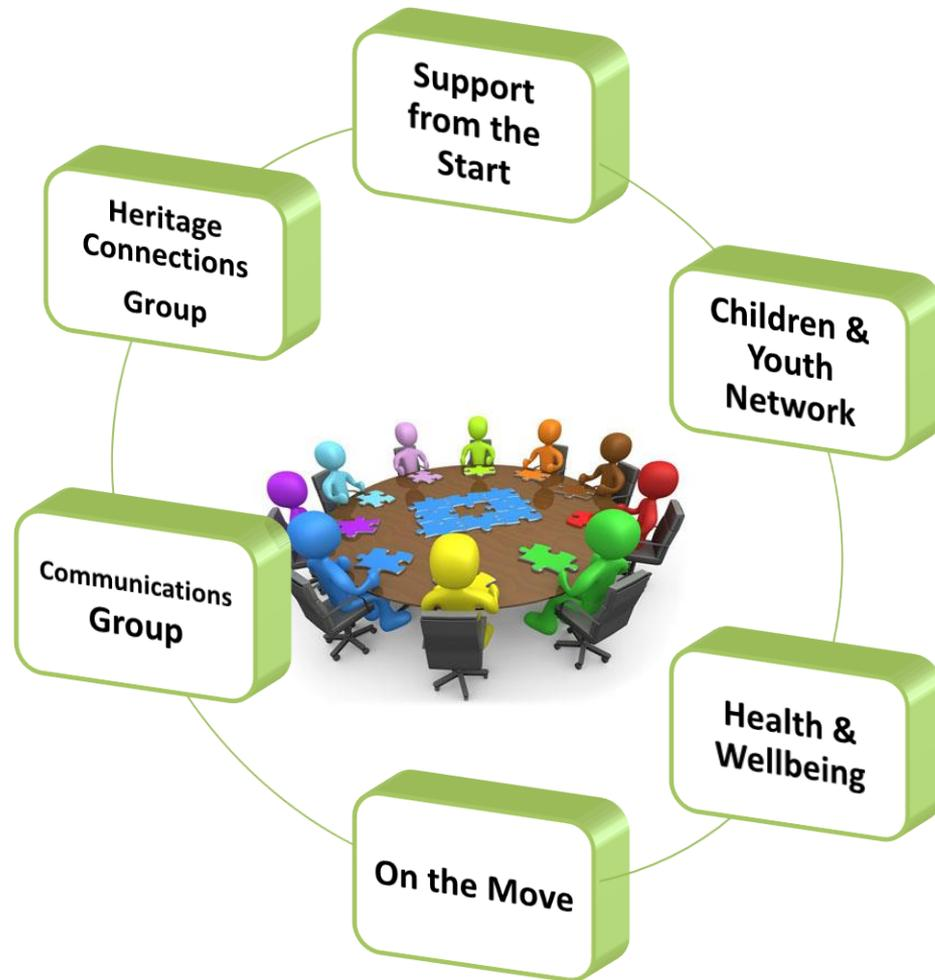 Support
from the
Start
Heritage
Connections
Group
Children &
Youth
Network
Communications
Group
Health &
Wellbeing
On the Move